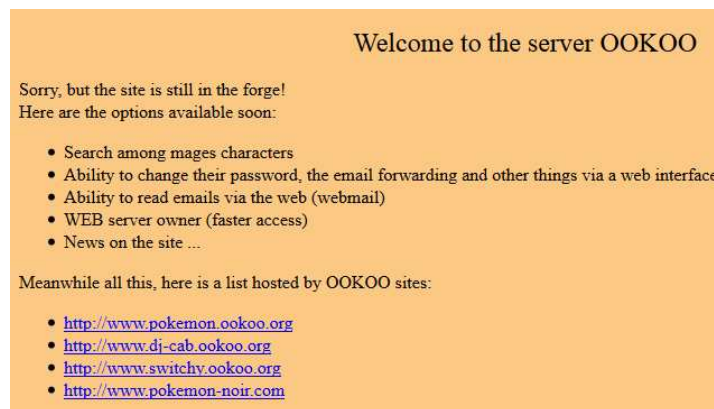 Welcome to the server OOKOO
Sorry, but the site is still in the forge!
Here are the options available soon:
Search among mages characters
Ability to change their password, the email forwarding and other things via a web interface
Ability to read emails via the web (webmail)
WEB server owner (faster access)
News on the site ...
Meanwhile all this, here is a list hosted by OOKOO sites:
http://www.pokemon.ookoo.org
http://www.dj-cab.ookoo.org
http://www.switchy.ookoo.org
http://www.pokemon-noir.com